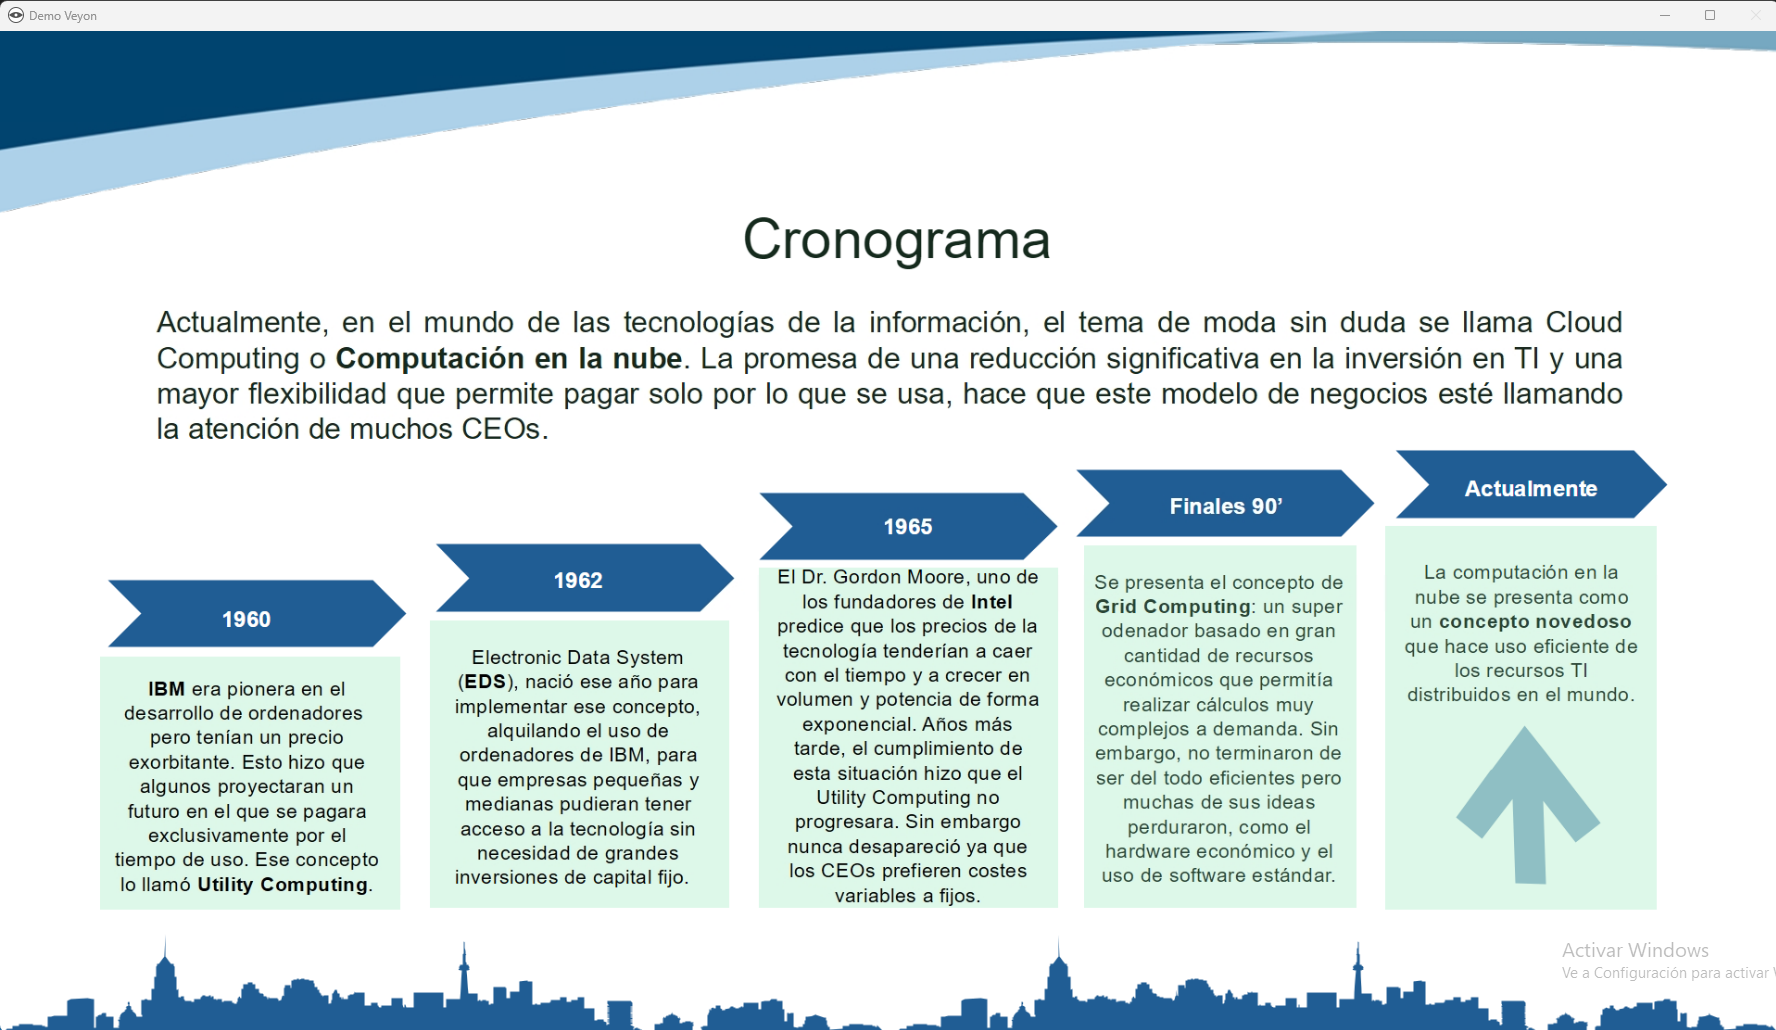 Demo Veyon
Cronograma
Actualmente, en el mundo de las tecnologías de la información, el tema de moda sin duda se llama Cloud
Computing o Computación en la nube. La promesa de una reducción significativa en la inversión en TI y una
mayor flexibilidad que permite pagar solo por lo que se usa, hace que este modelo de negocios esté llamando
la atención de muchos CEOs.
1960
IBM era pionera en el
desarrollo de ordenadores
pero tenían un precio
exorbitante. Esto hizo que
algunos proyectaran un
futuro en el que se pagara
exclusivamente por el
tiempo de uso. Ese concepto
lo llamó Utility Computing.
1962
Electronic Data System
(EDS), nació ese año para
implementar ese concepto,
alquilando el uso de
ordenadores de IBM, para
que empresas pequeñas y
medianas pudieran tener
acceso a la tecnología sin
necesidad de grandes
inversiones de capital fijo.
1965
El Dr. Gordon Moore, uno de
los fundadores de Intel
predice que los precios de la
tecnología tenderían a caer
con el tiempo y a crecer en
volumen y potencia de forma
exponencial. Años más
tarde, el cumplimiento de
esta situación hizo que el
Utility Computing no
progresara. Sin embargo
nunca desapareció ya que
los CEOs prefieren costes
variables a fijos.
Finales 90’
Se presenta el concepto de
Grid Computing: un super
odenador basado en gran
cantidad de recursos
económicos que permitía
realizar cálculos muy
complejos a demanda. Sin
embargo, no terminaron de
ser del todo eficientes pero
muchas de sus ideas
perduraron, como el
hardware económico y el
uso de software estándar.
Actualmente
La computación en la
nube se presenta como
un concepto novedoso
que hace uso eficiente de
los recursos TI
distribuidos en el mundo.
Activar Windows
Ve a Configuración para activar